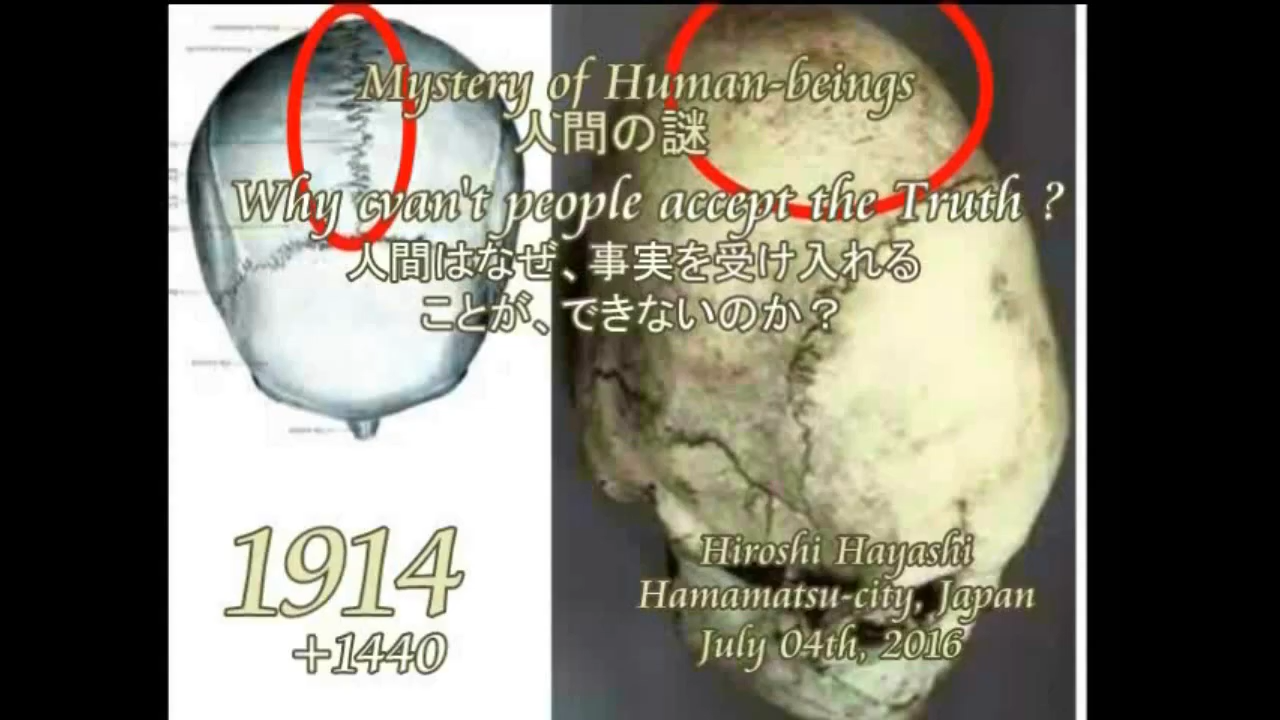 Mystery of Human-beings
人間の謎
Why cvan't people accept the Truth ?
人間はなぜ、事実を受け入れる
ことが、できないのか？
1914
+1440
Hiroshi Hayashi
Hamamatsu-city, Japan
July 04th, 2016